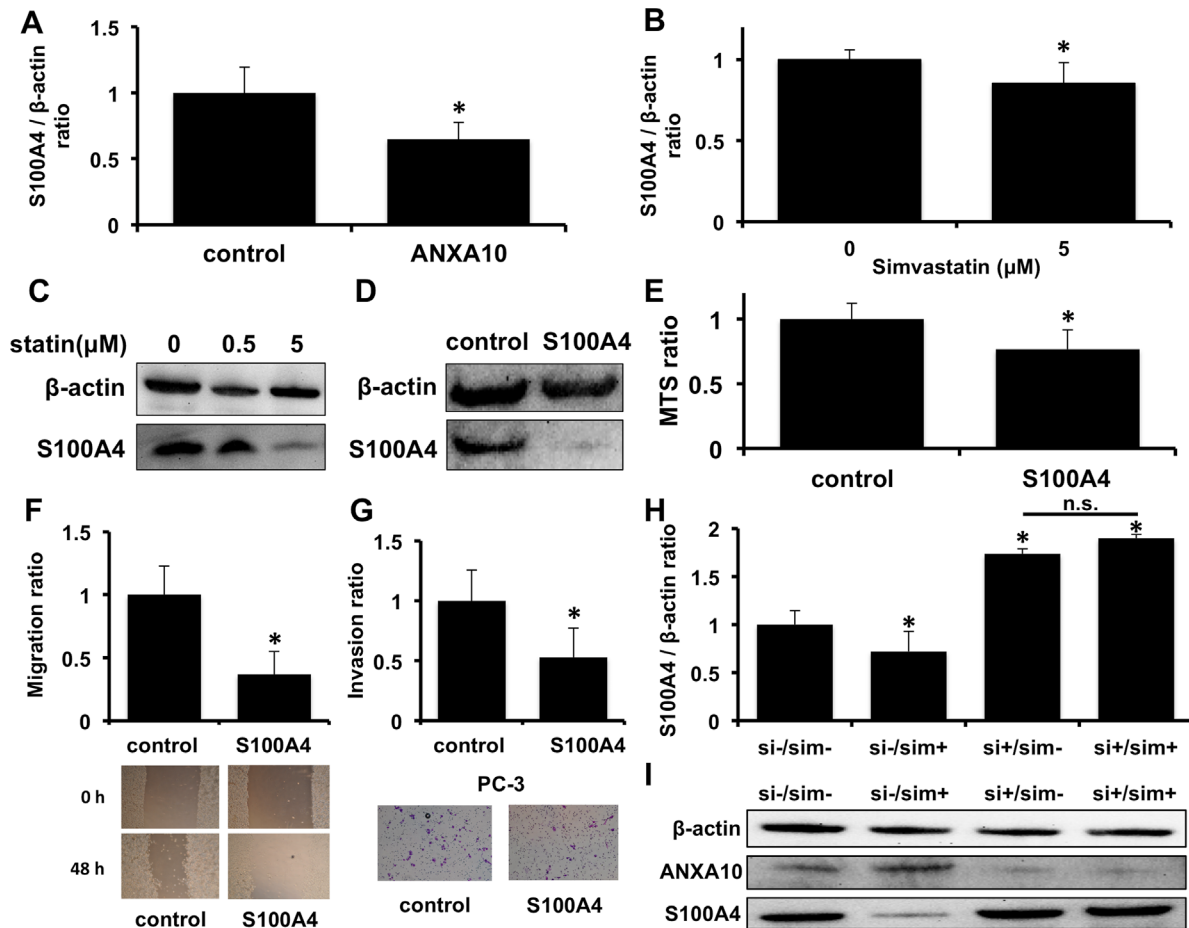 A
S100A4 / β-actin
ratio
1.5
1
0.5
0
*
control
ANXA10
B
S100A4 / β-actin
ratio
1
0.5
0
*
0
5
Simvastatin (μM)
C
statin(μM)
0
0.5
5
β-actin
S100A4
D
control
S100A4
β-actin
S100A4
E
MTS ratio
1
0.5
0
*
control
S100A4
F
Migration ratio
1.5
1
0.5
0
*
control
S100A4
0 h
48 h
control
S100A4
G
Invasion ratio
1.5
1
0.5
0
*
control
S100A4
PC-3
control
S100A4
H
S100A4 / β-actin ratio
2
1.5
1
0.5
0
*
*
n.s.
*
si-/sim-
si-/sim+
si+/sim-
si+/sim+
I
si-/sim-
si-/sim+
si+/sim-
si+/sim+
β-actin
ANXA10
S100A4